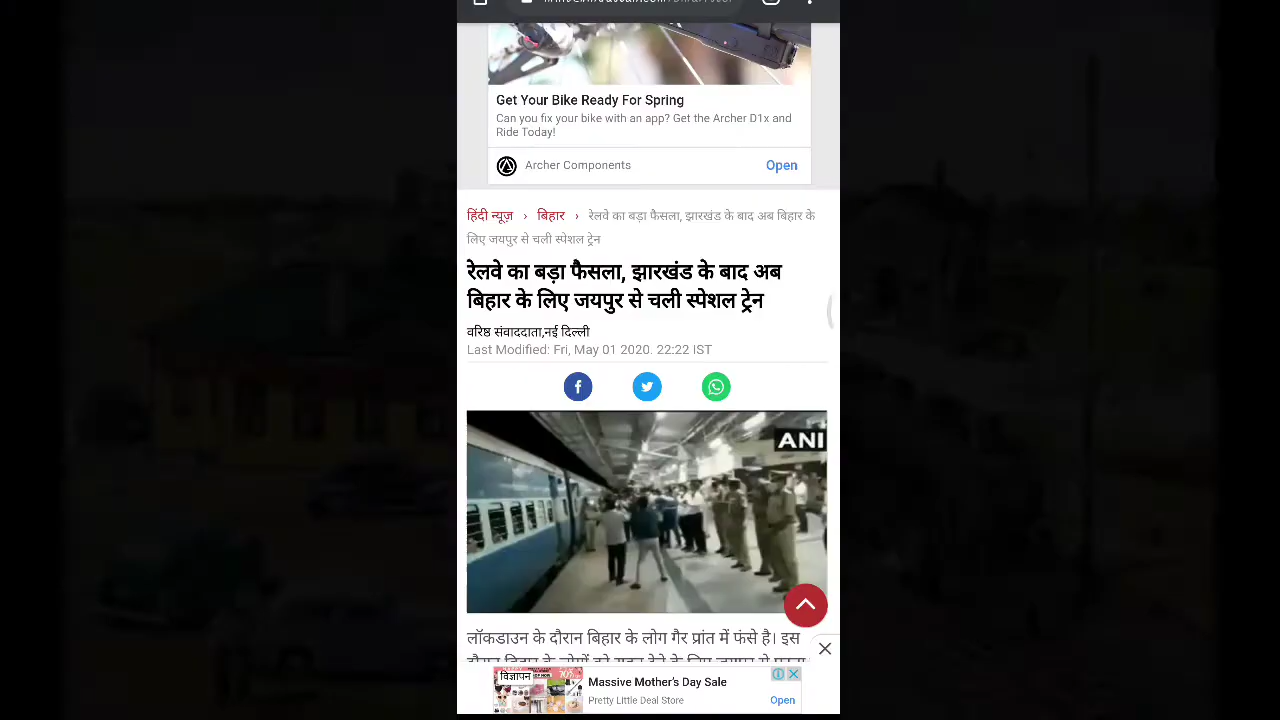 Get Your Bike Ready For Spring
Can you fix your bike with an app? Get the Archer D1x and
Ride Today!
Archer Components
Open
हिंदी न्यूज़ › बिहार › रेलवे का बड़ा फैसला, झारखंड के बाद अब बिहार के
लिए जयपुर से चली स्पेशल ट्रेन
रेलवे का बड़ा फैसला, झारखंड के बाद अब
बिहार के लिए जयपुर से चली स्पेशल ट्रेन
वरिष्ठ संवाददाता,नई दिल्ली
Last Modified: Fri, May 01 2020. 22:22 IST
ANI
लॉकडाउन के दौरान बिहार के लोग गैर प्रांत में फंसे है। इस
विज्ञापन
Massive Mother's Day Sale
Pretty Little Deal Store
Open